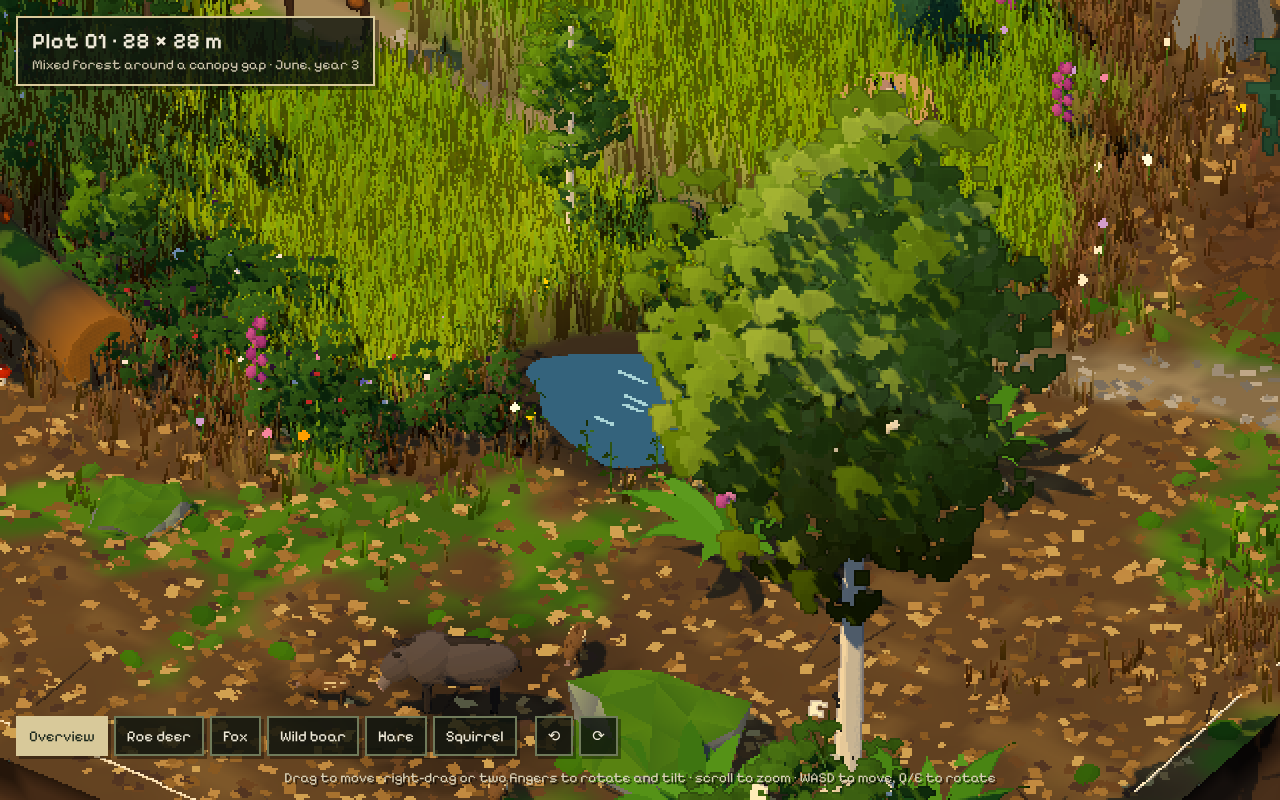 Plot 01 · 28 × 28 m
Mixed Forest around a canopy gap · June, year 3
Overview
Roe deer
Fox
Wild boar
Hare
Squirrel
⟲
⟳
Drag to move · right-drag or two fingers to rotate and tilt · scroll to zoom · WASD to move, Q/E to rotate